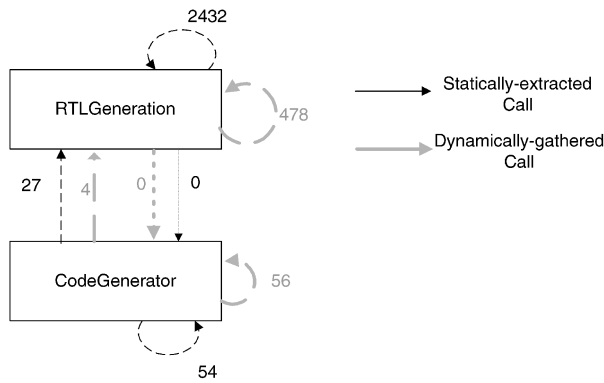 2432
RTLGeneration
478
Statically-extracted
Call
Dynamically-gathered
Call
27
4
0
0
CodeGenerator
56
54